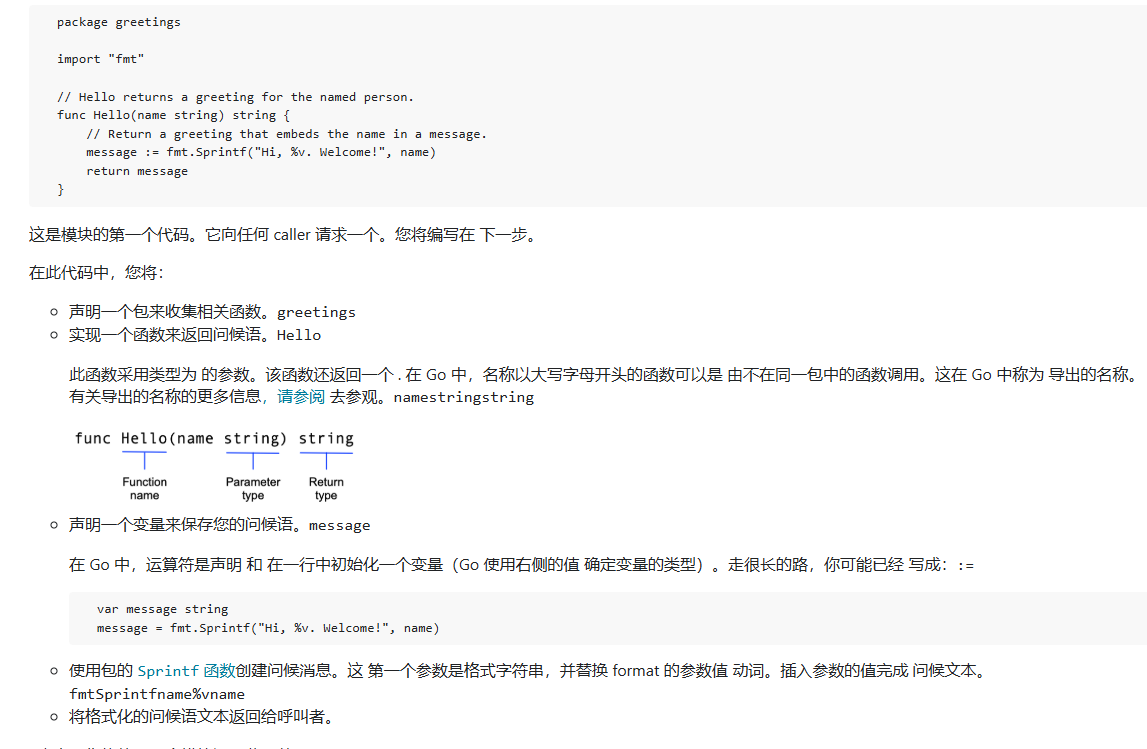 package greetings
import "fmt"
// Hello returns a greeting for the named person.
func Hello(name string) string {
// Return a greeting that embeds the name in a message.
message := fmt.Sprintf("Hi, %v. Welcome!", name)
return message
}
这是模块的第一个代码。它向任何 caller 请求一个。您将编写在 下一步。
在此代码中，您将：
声明一个包来收集相关函数。greetings
实现一个函数来返回问候语。Hello
此函数采用类型为 的参数。该函数还返回一个 . 在 Go 中，名称以大写字母开头的函数可以是 由不在同一包中的函数调用。这在 Go 中称为 导出的名称。
有关导出的名称的更多信息，请参阅 去参观。namestringstring
func Hello(name string) string
Function name
Parameter type
Return type
声明一个变量来保存您的问候语。message
在 Go 中，运算符是声明 和 在一行中初始化一个变量（Go 使用右侧的值 确定变量的类型）。走很长的路，你可能已经 写成：:=
var message string
message = fmt.Sprintf("Hi, %v. Welcome!", name)
使用包的 Sprintf 函数创建问候消息。这 第一个参数是格式字符串，并替换 format 的参数值 动词。插入参数的值完成 问候文本。
fmtSprintfname%vname
将格式化的问候语文本返回给呼叫者。